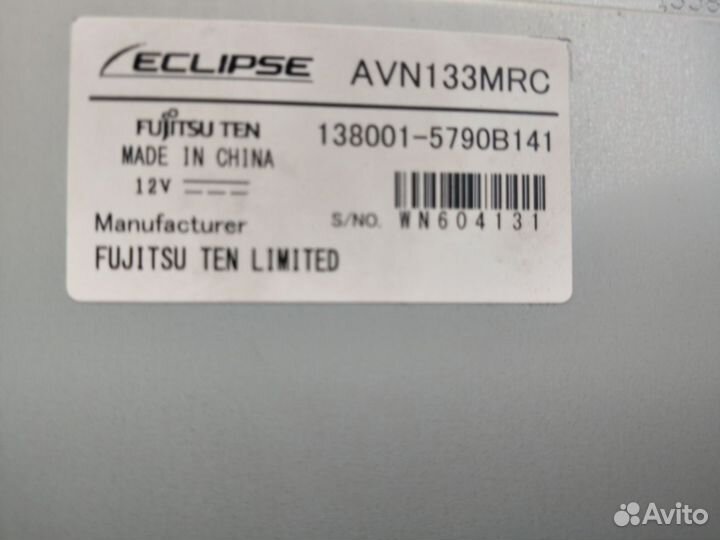 ECLIPSE AVN133MRC
FUJITSU TEN 138001-5790B141
MADE IN CHINA
12V
Manufacturer S/NO. WN604131
FUJITSU TEN LIMITED
Avito